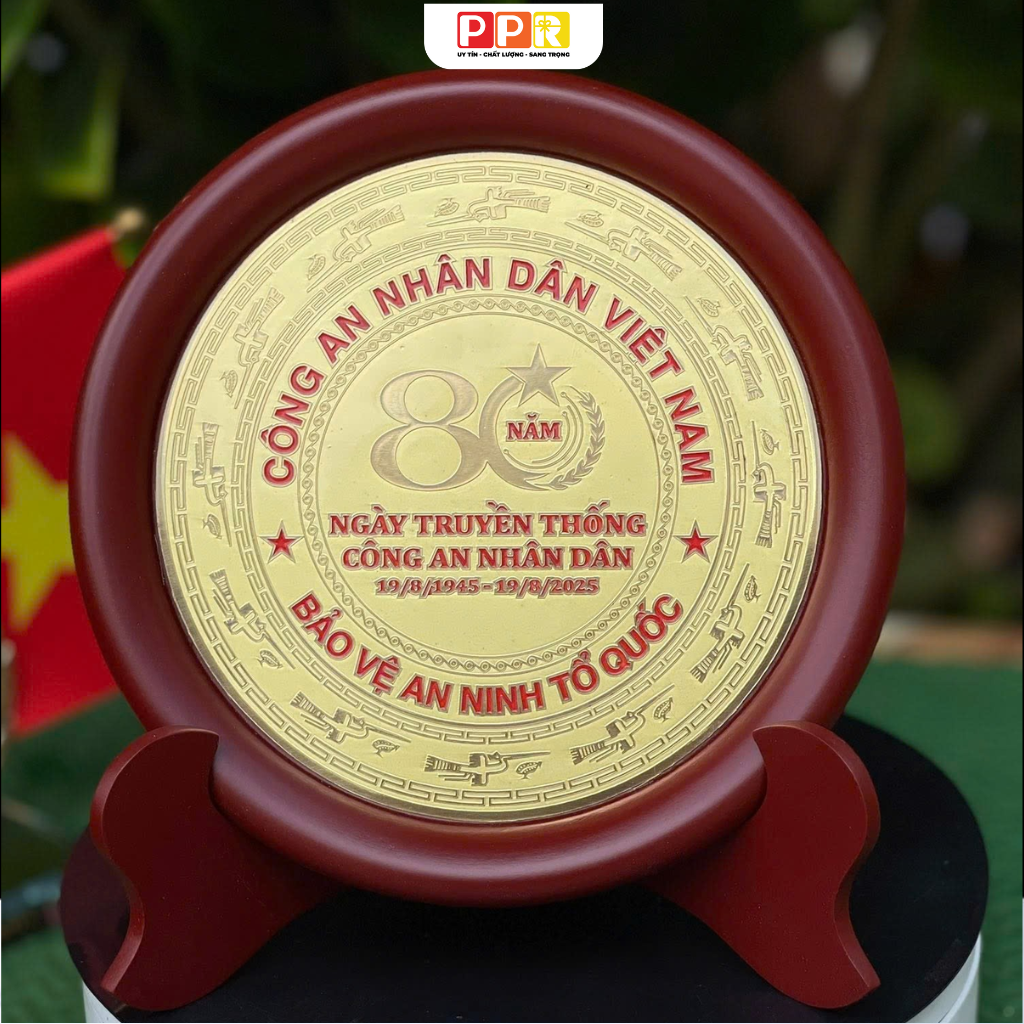 PPR
UY TÍN - CHẤT LƯỢNG - SANG TRỌNG
CÔNG AN NHÂN DÂN VIỆT NAM
80
NĂM
NGÀY TRUYỀN THỐNG
CÔNG AN NHÂN DÂN
19/8/1945 - 19/8/2025
BẢO VỆ AN NINH TỔ QUỐC